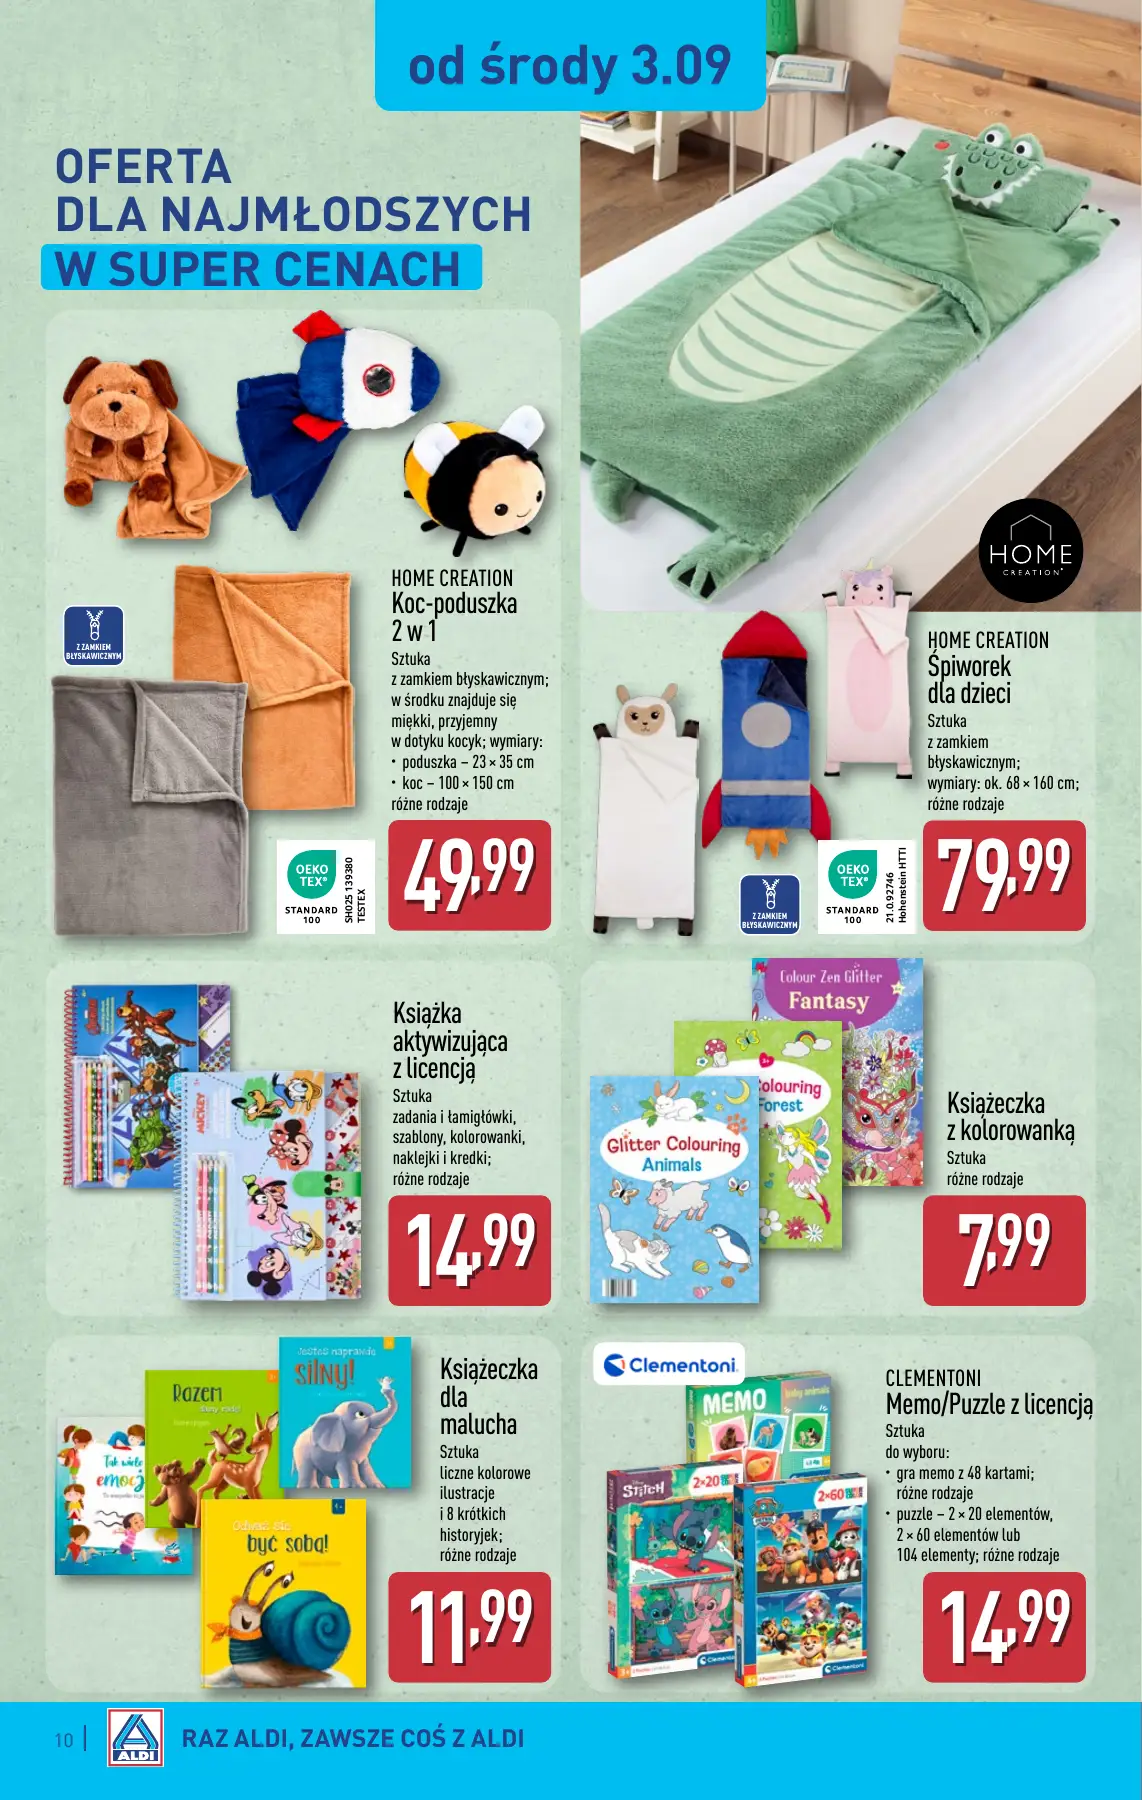 od środy 3.09
OFERTA
DLA NAJMŁODSZYCH
W SUPER CENACH
HOME
CREATION
HOME CREATION
Koc-poduszka
2 w 1
Sztuka
z zamkiem błyskawicznym;
w środku znajduje się
miękki, przyjemny
w dotyku kocyk; wymiary:
• poduszka – 23 × 35 cm
• koc – 100 × 150 cm
różne rodzaje
49,99
Z ZAMKIEM
BŁYSKAWICZNYM
OEKO
TEX®
STANDARD
100
SH025 139380
TESTEX
HOME CREATION
Śpiworek
dla dzieci
Sztuka
z zamkiem
błyskawicznym;
wymiary: ok. 68 × 160 cm;
różne rodzaje
79,99
Z ZAMKIEM
BŁYSKAWICZNYM
OEKO
TEX®
STANDARD
100
21.0.92746
Hohenstein HTTI
Książka
aktywizująca
z licencją
Sztuka
zadania i łamigłówki,
szablony, kolorowanki,
naklejki i kredki;
różne rodzaje
14,99
MICKEY
Colour Zen Glitter
Fantasy
3+
olouring
Forest
Glitter Colouring
Animals
Książeczka
z kolorowanką
Sztuka
różne rodzaje
7,99
Jesteś naprawdę
silny!
Razem
Tak wiele
emocji
Odważ się
być sobą!
Książeczka
dla
malucha
Sztuka
liczne kolorowe
ilustracje
i 8 krótkich
historyjek;
różne rodzaje
11,99
Clementoni®
MEMO
baby animals
STITCH
2×20
2×60
Clementoni
Clementoni
CLEMENTONI
Memo/Puzzle z licencją
Sztuka
do wyboru:
• gra memo z 48 kartami;
różne rodzaje
• puzzle – 2 × 20 elementów,
2 × 60 elementów lub
104 elementy; różne rodzaje
14,99
10
ALDI
RAZ ALDI, ZAWSZE COŚ Z ALDI